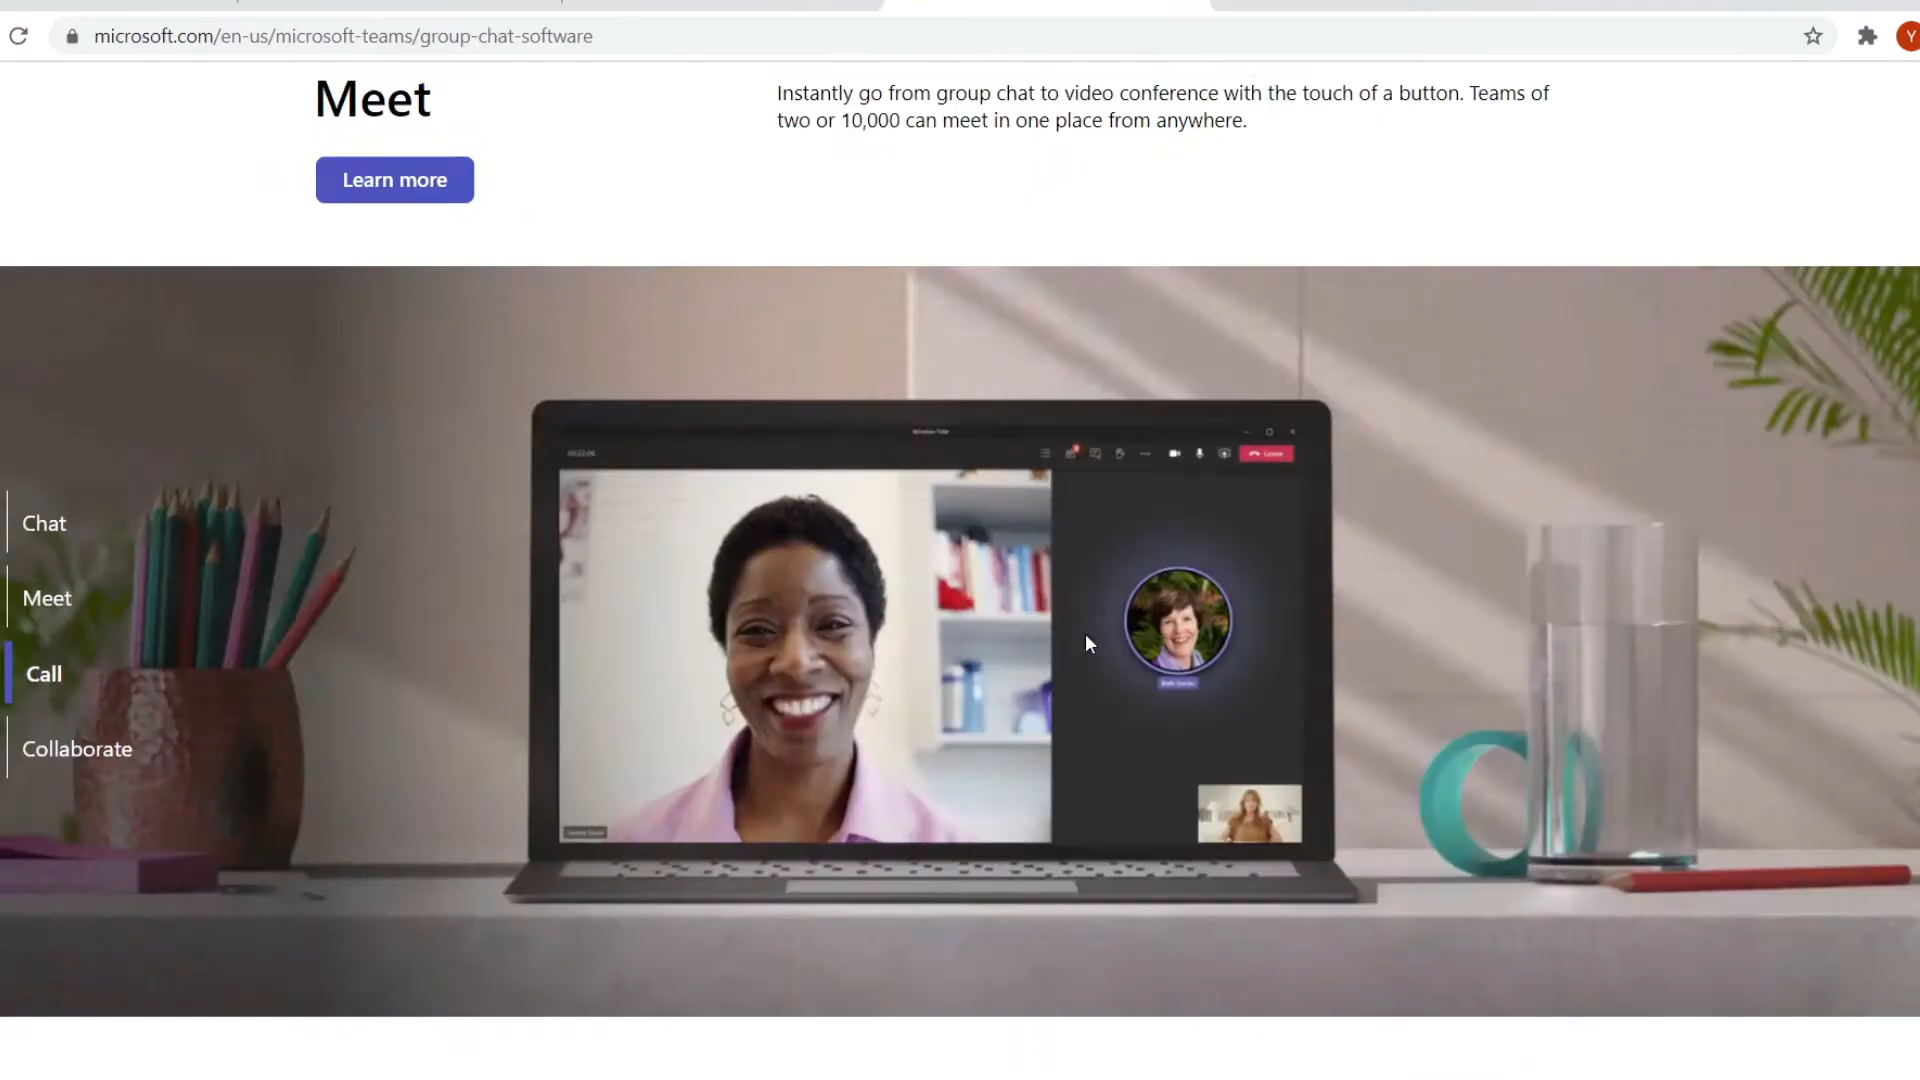 microsoft.com/en-us/microsoft-teams/group-chat-software
Y
Meet
Instantly go from group chat to video conference with the touch of a button. Teams of
two or 10,000 can meet in one place from anywhere.
Learn more
Leave
Chat
Meet
Call
Collaborate